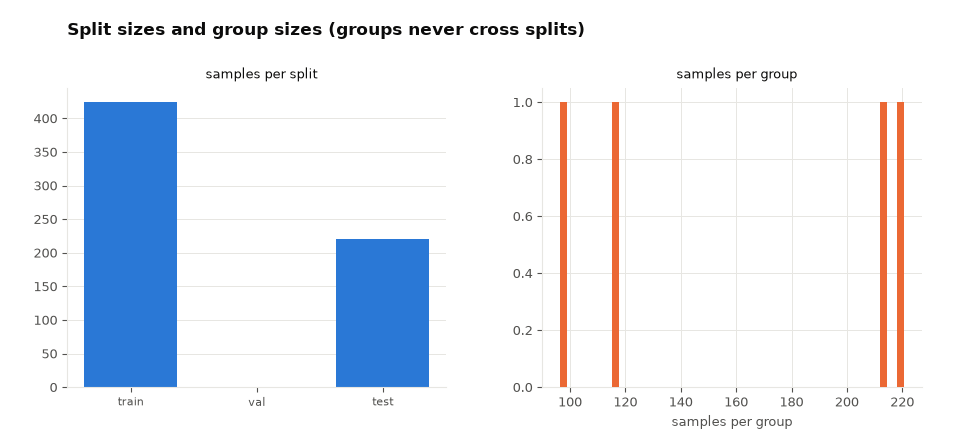 Split sizes and group sizes (groups never cross splits)
samples per split
400
350
300
250
200
150
100
50
0
train val test
samples per group
1.0
0.8
0.6
0.4
0.2
0.0
100 120 140 160 180 200 220
samples per group